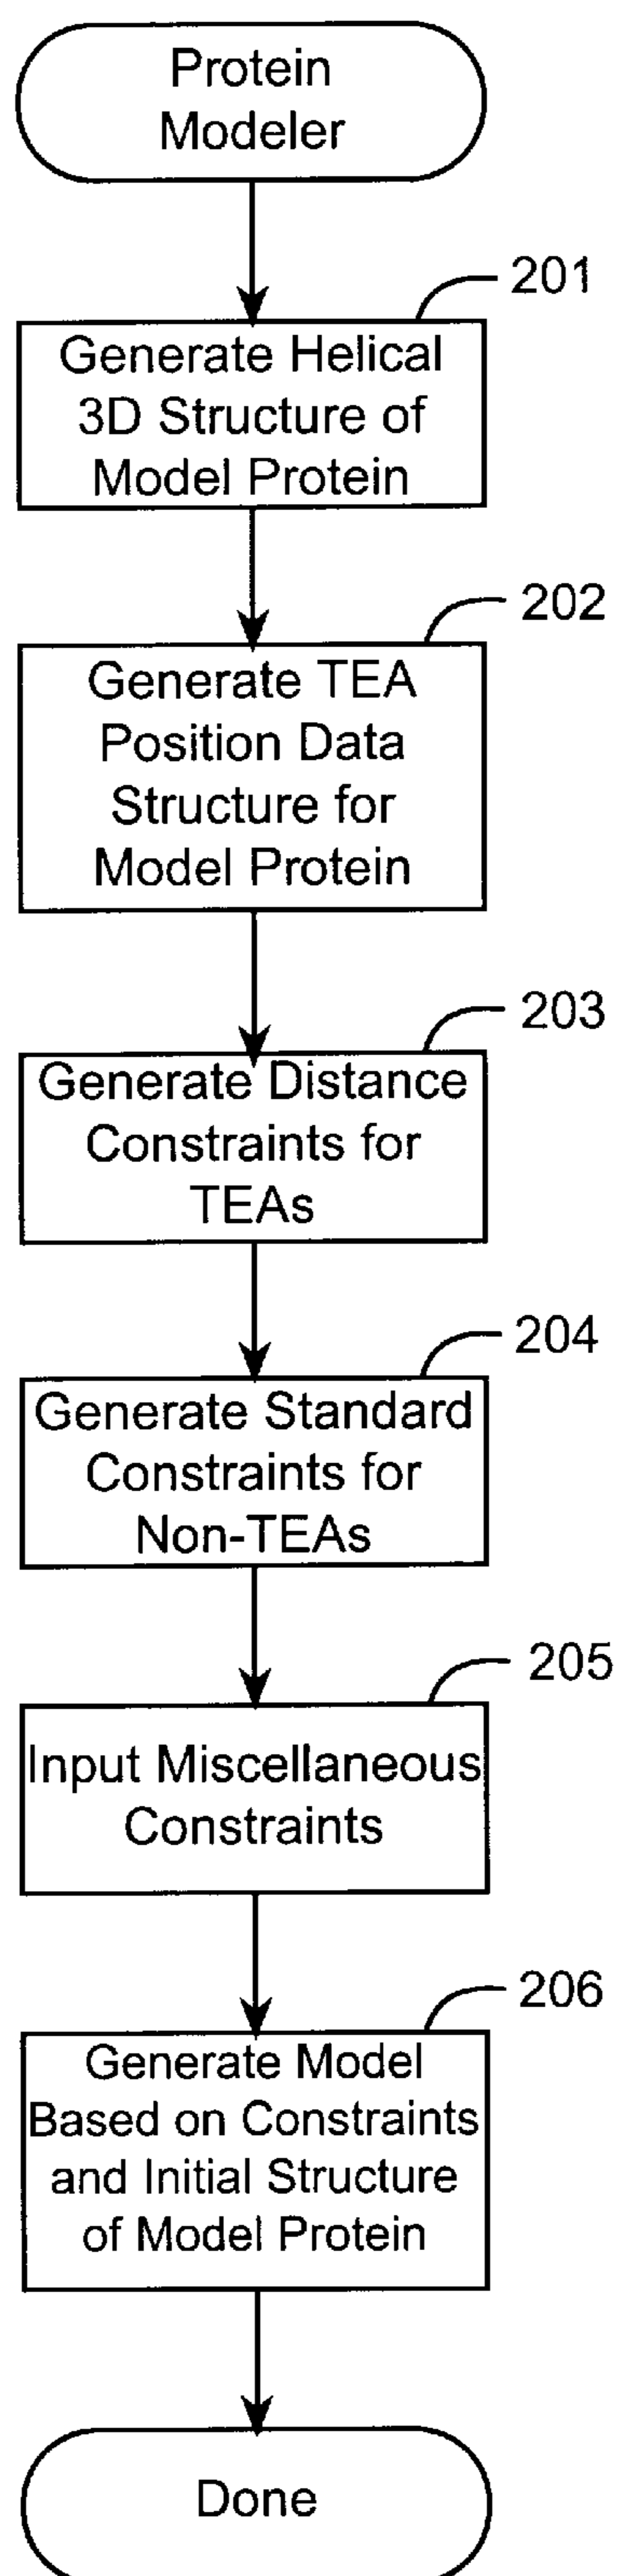 Protein
Modeler
201
Generate Helical
3D Structure of
Model Protein
202
Generate TEA
Position Data
Structure for
Model Protein
203
Generate Distance
Constraints for
TEAs
204
Generate Standard
Constraints for
Non-TEAs
205
Input Miscellaneous
Constraints
206
Generate Model
Based on Constraints
and Initial Structure
of Model Protein
Done